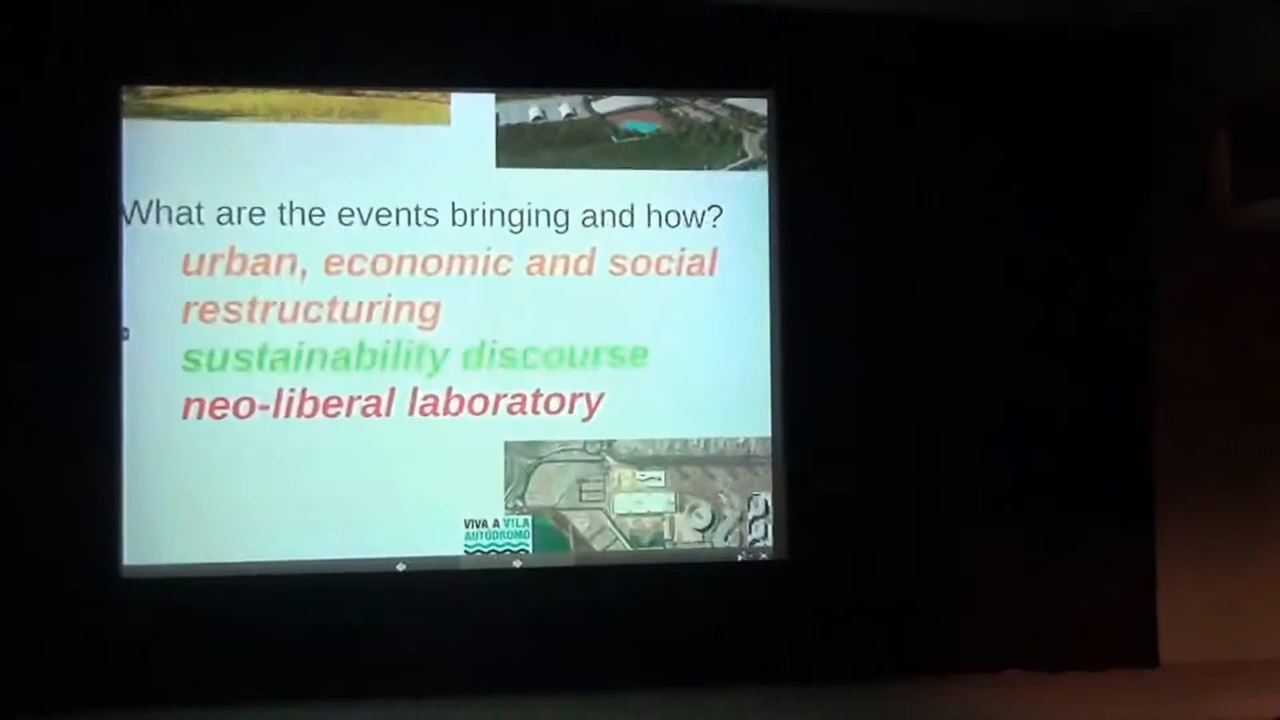 What are the events bringing and how?
urban, economic and social
restructuring
sustainability discourse
neo-liberal laboratory
VIVA A VILA
AUTÓDROMO